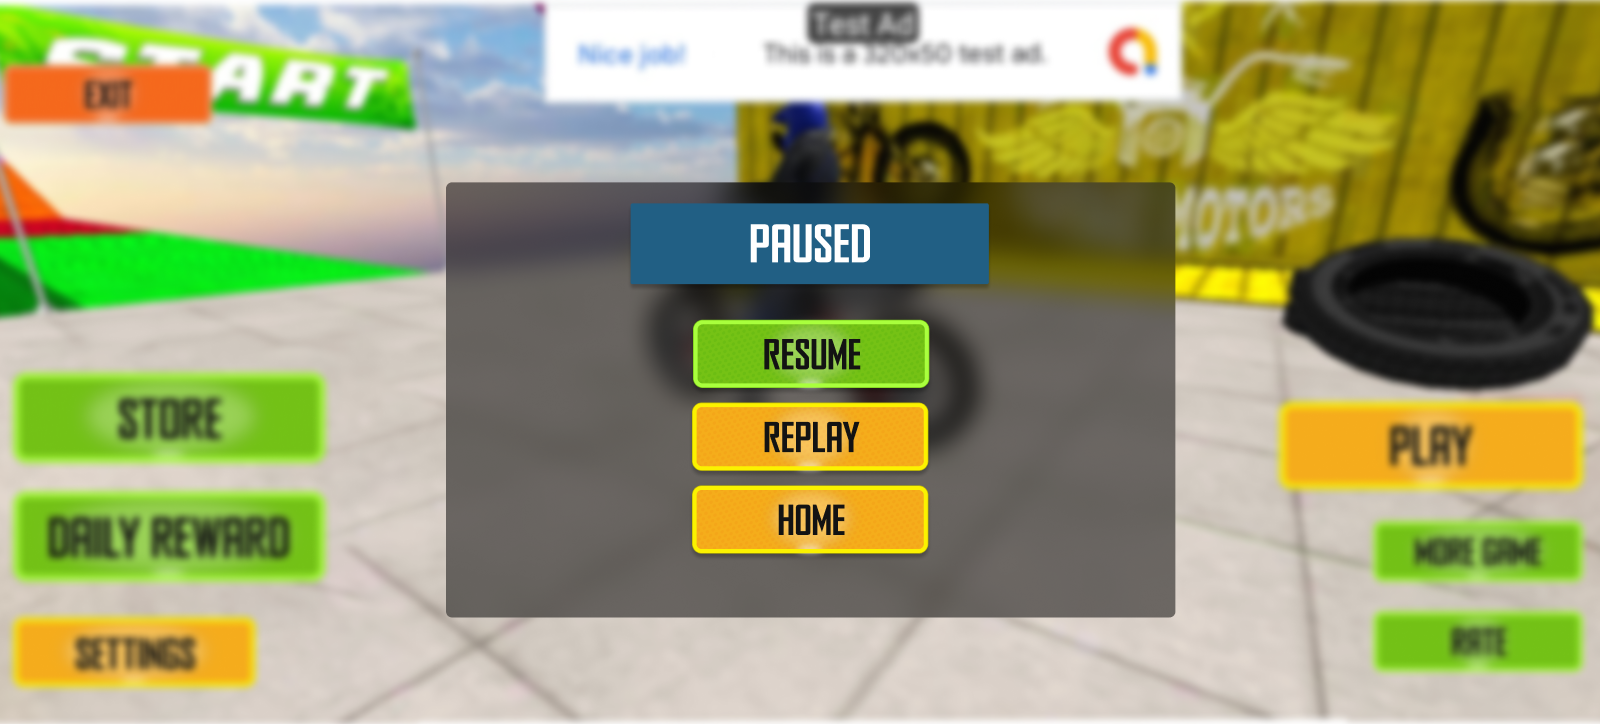 START
EXIT
Test Ad
Nice job!
This is a 320x50 test ad.
MOTORS
PAUSED
RESUME
REPLAY
HOME
STORE
DAILY REWARD
SETTINGS
PLAY
MORE GAME
RATE